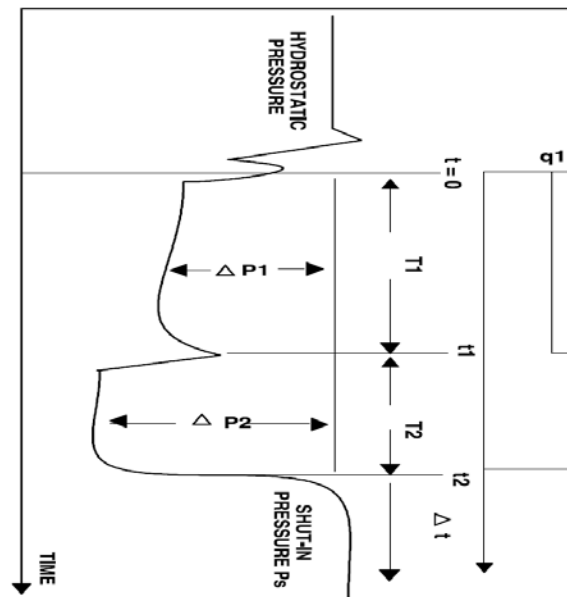 HYDROSTATIC
PRESSURE
t = 0
q1
△ P1
T1
t1
△ P2
T2
t2
SHUT-IN
PRESSURE Ps
△ t
TIME